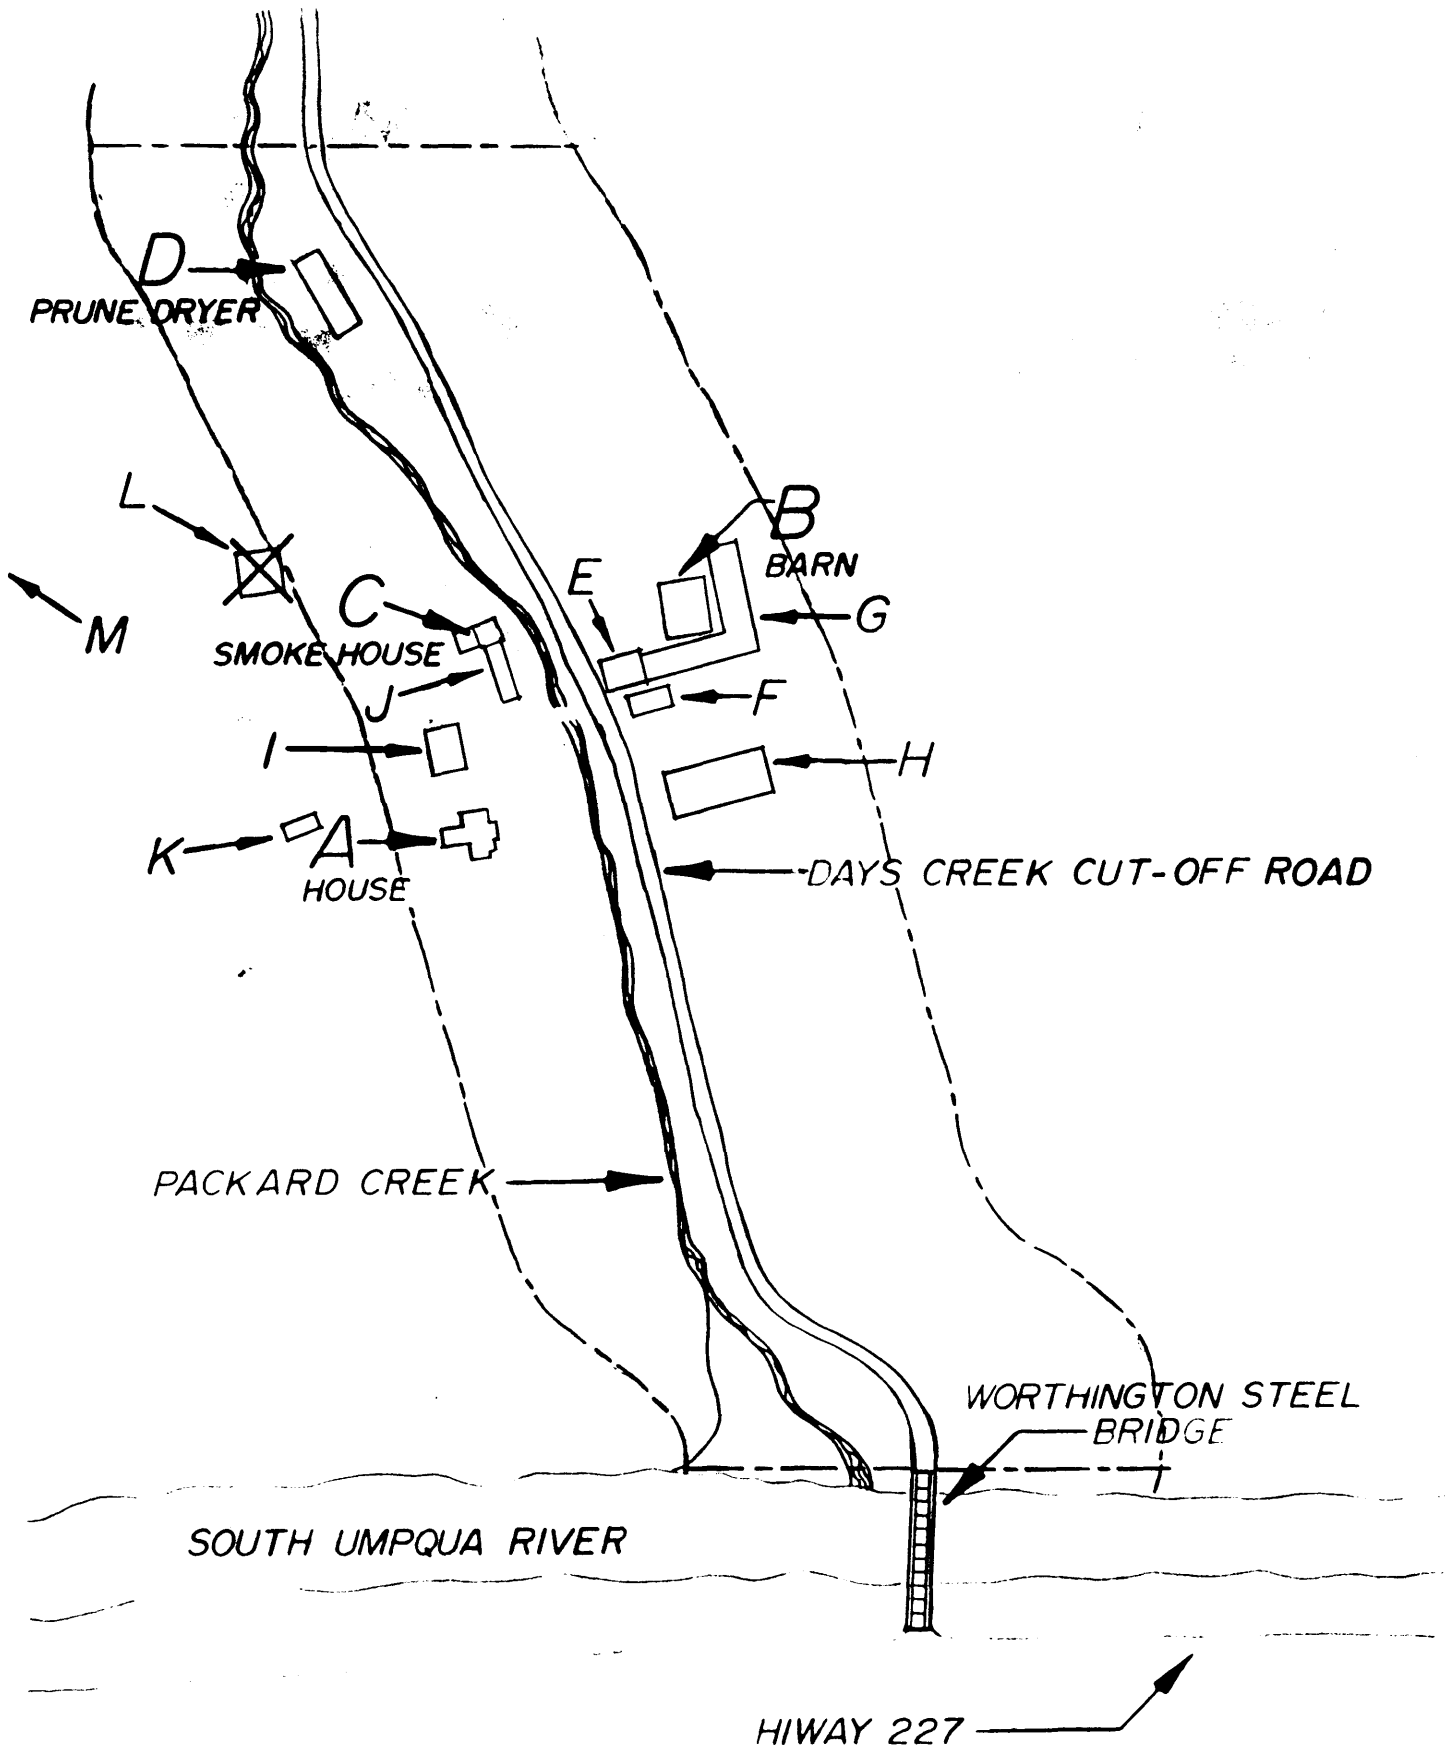 D
PRUNE DRYER
L
B
BARN
E
C
G
M
SMOKE HOUSE
J
F
I
H
K
A
HOUSE
DAYS CREEK CUT-OFF ROAD
PACKARD CREEK
WORTHINGTON STEEL
BRIDGE
SOUTH UMPQUA RIVER
HIWAY 227